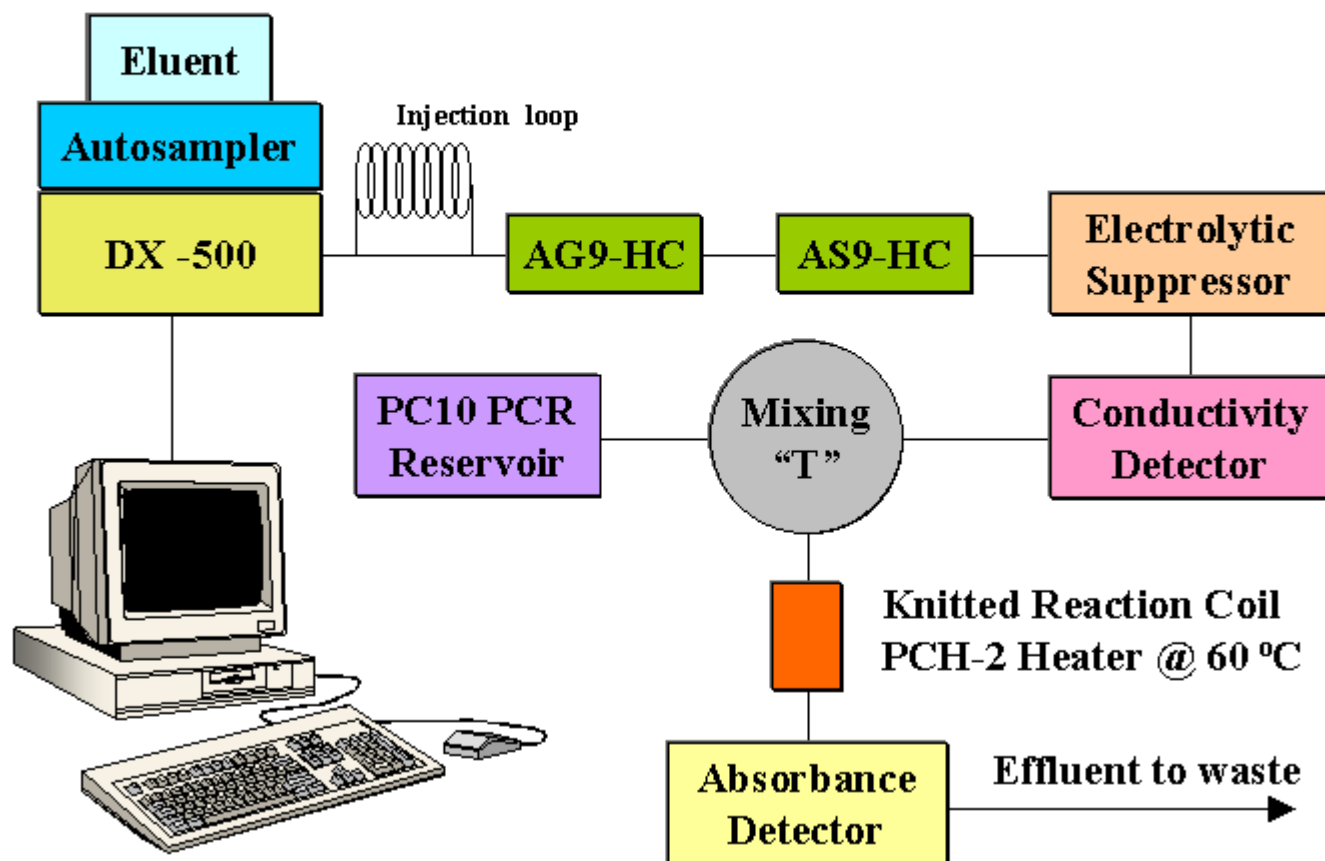 Eluent
Autosampler
DX -500
Injection loop
AG9-HC
AS9-HC
Electrolytic
Suppressor
PC10 PCR
Reservoir
Mixing
“T”
Conductivity
Detector
Knitted Reaction Coil
PCH-2 Heater @ 60 ºC
Absorbance
Detector
Effluent to waste